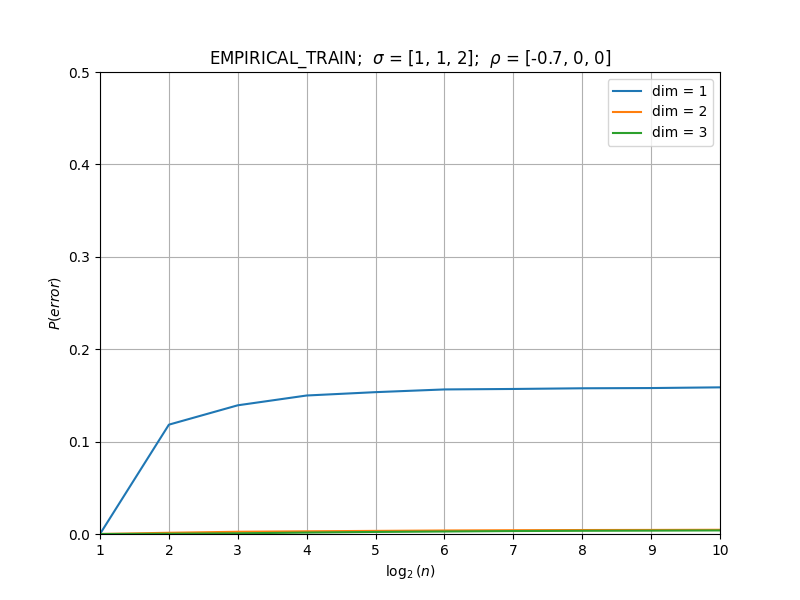 EMPIRICAL_TRAIN; σ = [1, 1, 2]; ρ = [-0.7, 0, 0]
dim = 1
dim = 2
dim = 3
0.5
0.4
0.3
0.2
0.1
0.0
P(error)
1 2 3 4 5 6 7 8 9 10
log₂(n)